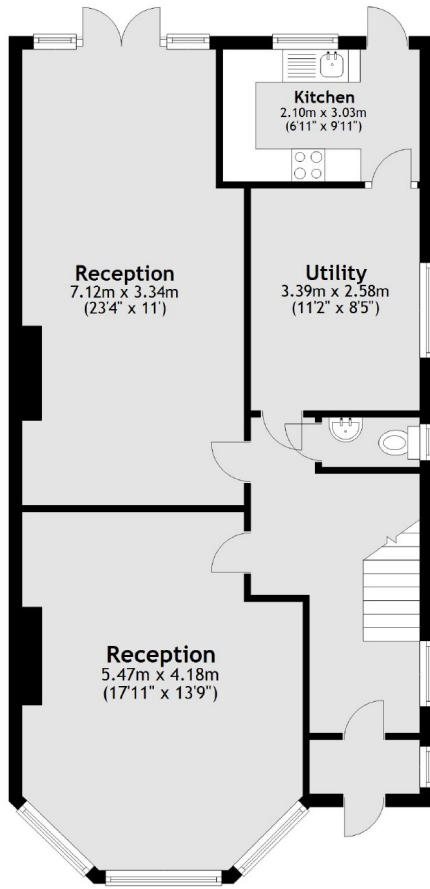 Kitchen
2.10m x 3.03m
(6'11" x 9'11")
Reception
7.12m x 3.34m
(23'4" x 11')
Utility
3.39m x 2.58m
(11'2" x 8'5")
Reception
5.47m x 4.18m
(17'11" x 13'9")